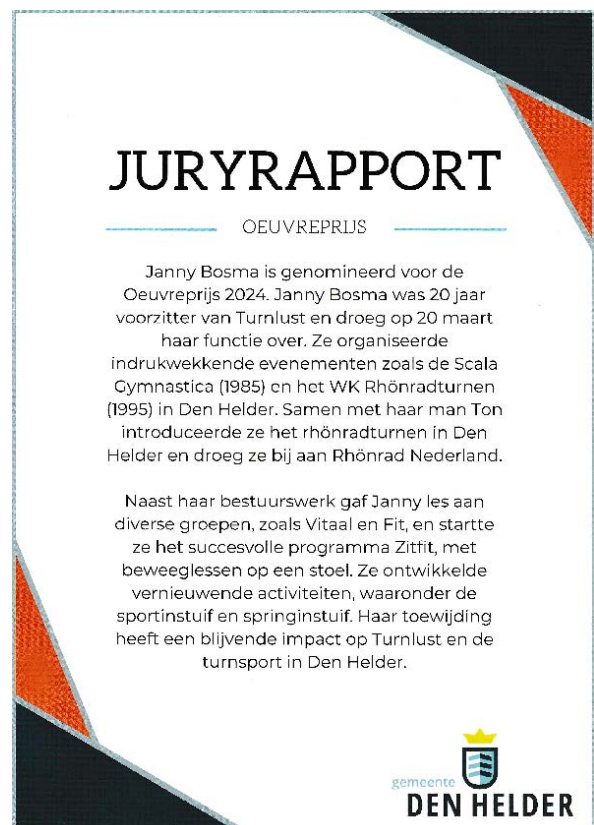 JURYRAPPORT
OEUVREPRIJS
Janny Bosma is genomineerd voor de
Oeuvreprijs 2024. Janny Bosma was 20 jaar
voorzitter van Turnlust en droeg op 20 maart
haar functie over. Ze organiseerde
indrukwekkende evenementen zoals de Scala
Gymnastica (1985) en het WK Rhönradturnen
(1995) in Den Helder. Samen met haar man Ton
introduceerde ze het rhönradturnen in Den
Helder en droeg ze bij aan Rhönrad Nederland.
Naast haar bestuurswerk gaf Janny les aan
diverse groepen, zoals Vitaal en Fit, en startte
ze het succesvolle programma Zitfit, met
beweeglessen op een stoel. Ze ontwikkelde
vernieuwende activiteiten, waaronder de
sportinstuif en springinstuif. Haar toewijding
heeft een blijvende impact op Turnlust en de
turnsport in Den Helder.
gemeente
DEN HELDER